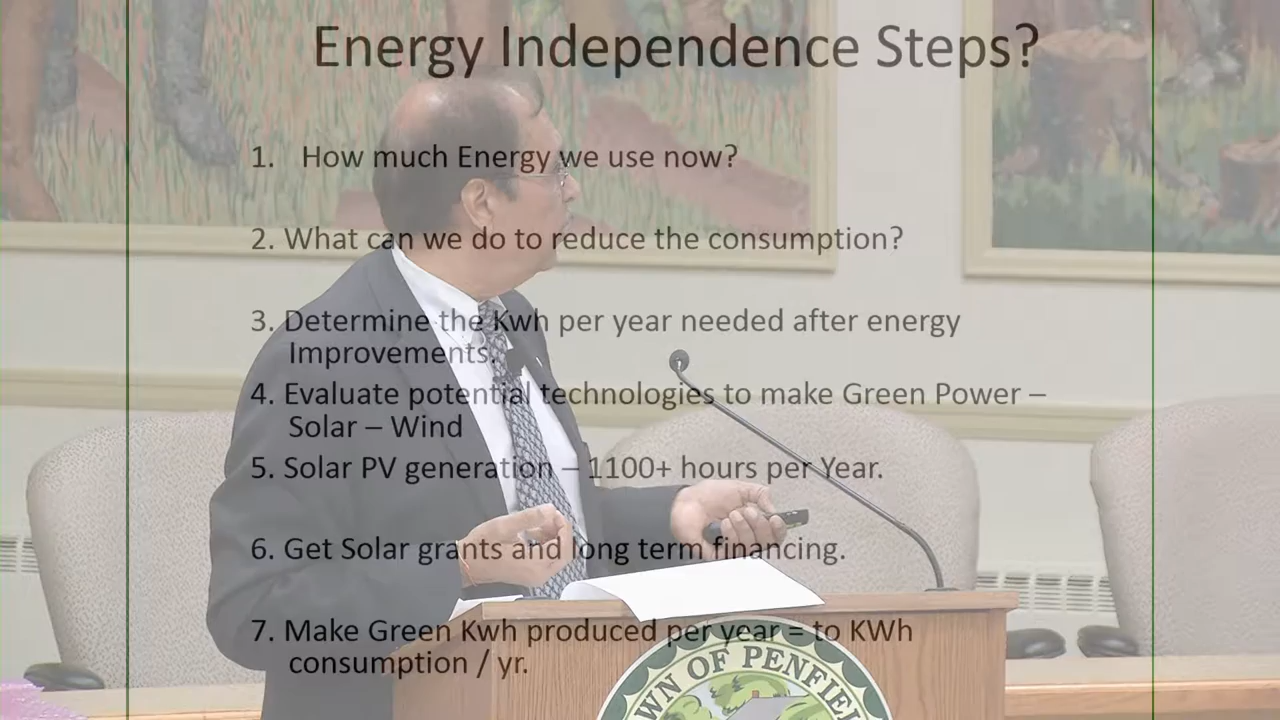 Energy Independence Steps?
1. How much Energy we use now?
2. What can we do to reduce the consumption?
3. Determine the Kwh per year needed after energy
Improvements.
4. Evaluate potential technologies to make Green Power –
Solar – Wind
5. Solar PV generation – 1100+ hours per Year.
6. Get Solar grants and long term financing.
7. Make Green Kwh produced per year = to KWh
consumption / yr.
WN OF PENFIEL